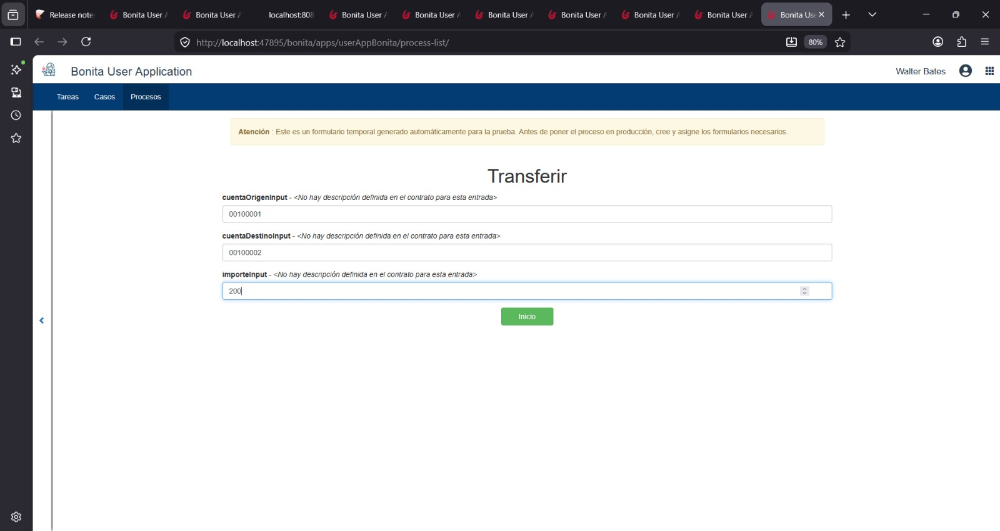 Release note
Bonita User A
Bonita User A
localhost:808
Bonita User A
Bonita User A
Bonita User A
Bonita User A
Bonita User A
Bonita User A
Bonita Use
http://localhost:47895/bonita/apps/userAppBonita/process-list/
80%
Bonita User Application
Walter Bates
Tareas Casos Procesos
Atención : Este es un formulario temporal generado automáticamente para la prueba. Antes de poner el proceso en producción, cree y asigne los formularios necesarios.
Transferir
cuentaOrigenInput - <No hay descripción definida en el contrato para esta entrada>
00100001
cuentaDestinoInput - <No hay descripción definida en el contrato para esta entrada>
00100002
importeInput - <No hay descripción definida en el contrato para esta entrada>
200
Inicio